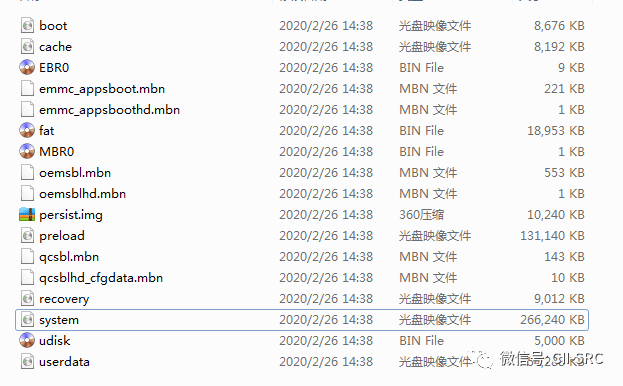 boot 2020/2/26 14:38 光盘映像文件 8,676 KB
cache 2020/2/26 14:38 光盘映像文件 8,192 KB
EBR0 2020/2/26 14:38 BIN File 9 KB
emmc_appsboot.mbn 2020/2/26 14:38 MBN 文件 221 KB
emmc_appsboothd.mbn 2020/2/26 14:38 MBN 文件 1 KB
fat 2020/2/26 14:38 BIN File 18,953 KB
MBR0 2020/2/26 14:38 BIN File 1 KB
oemsbl.mbn 2020/2/26 14:38 MBN 文件 553 KB
oemsblhd.mbn 2020/2/26 14:38 MBN 文件 1 KB
persist.img 2020/2/26 14:38 360压缩 10,240 KB
preload 2020/2/26 14:38 光盘映像文件 131,140 KB
qcsbl.mbn 2020/2/26 14:38 MBN 文件 143 KB
qcsblhd_cfgdata.mbn 2020/2/26 14:38 MBN 文件 10 KB
recovery 2020/2/26 14:38 光盘映像文件 9,012 KB
system 2020/2/26 14:38 光盘映像文件 266,240 KB
udisk 2020/2/26 14:38 BIN File 5,000 KB
userdata 2020/2/26 14:38 光盘映像文件 KB
微信号:GJI-SRC